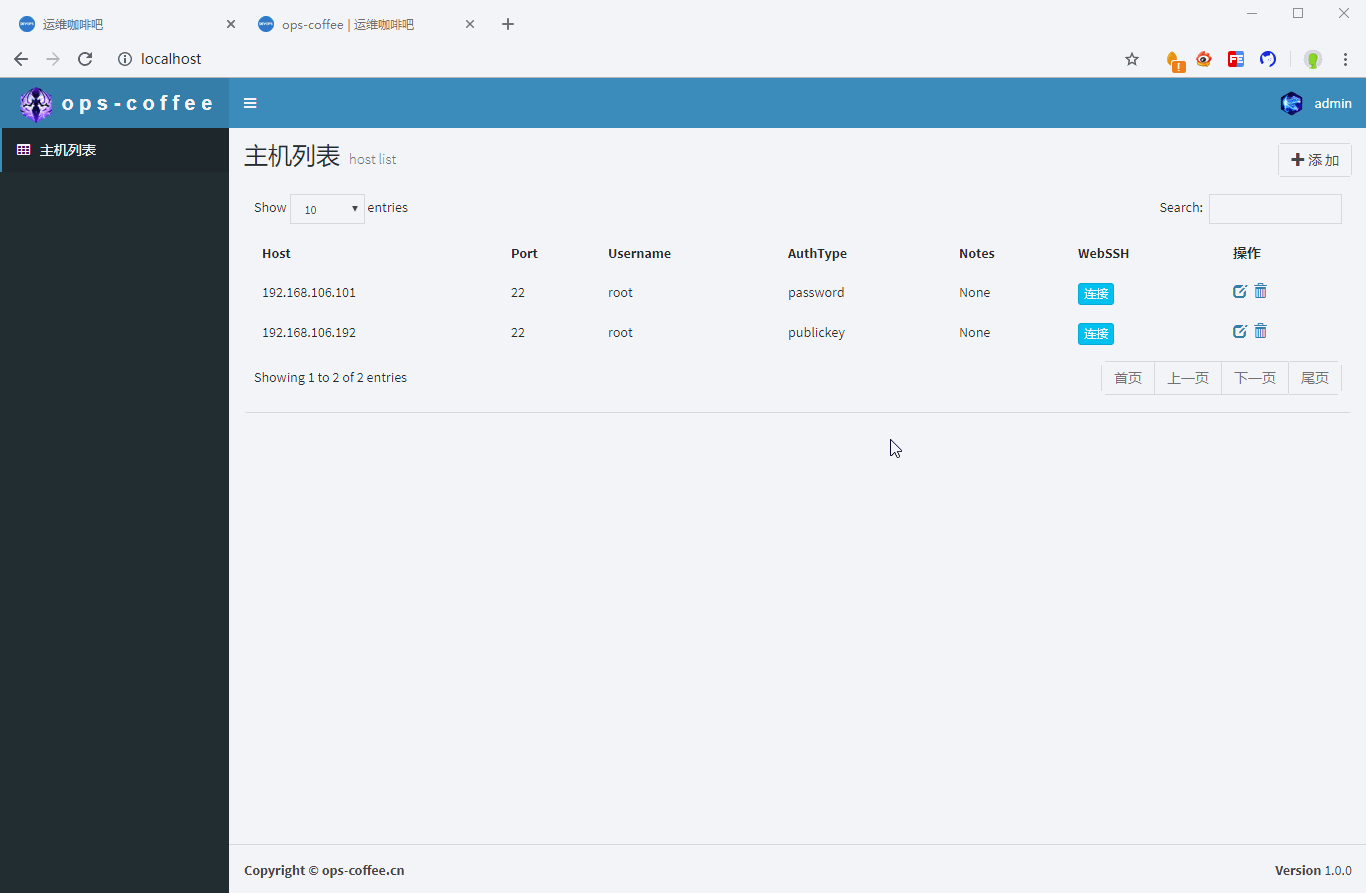 运维咖啡吧
ops-coffee | 运维咖啡吧
localhost
ops-coffee
admin
主机列表
主机列表 host list
添加
Show 10 entries
Search:
Host Port Username AuthType Notes WebSSH 操作
192.168.106.101 22 root password None 连接
192.168.106.192 22 root publickey None 连接
Showing 1 to 2 of 2 entries
首页 上一页 下一页 尾页
Copyright © ops-coffee.cn
Version 1.0.0